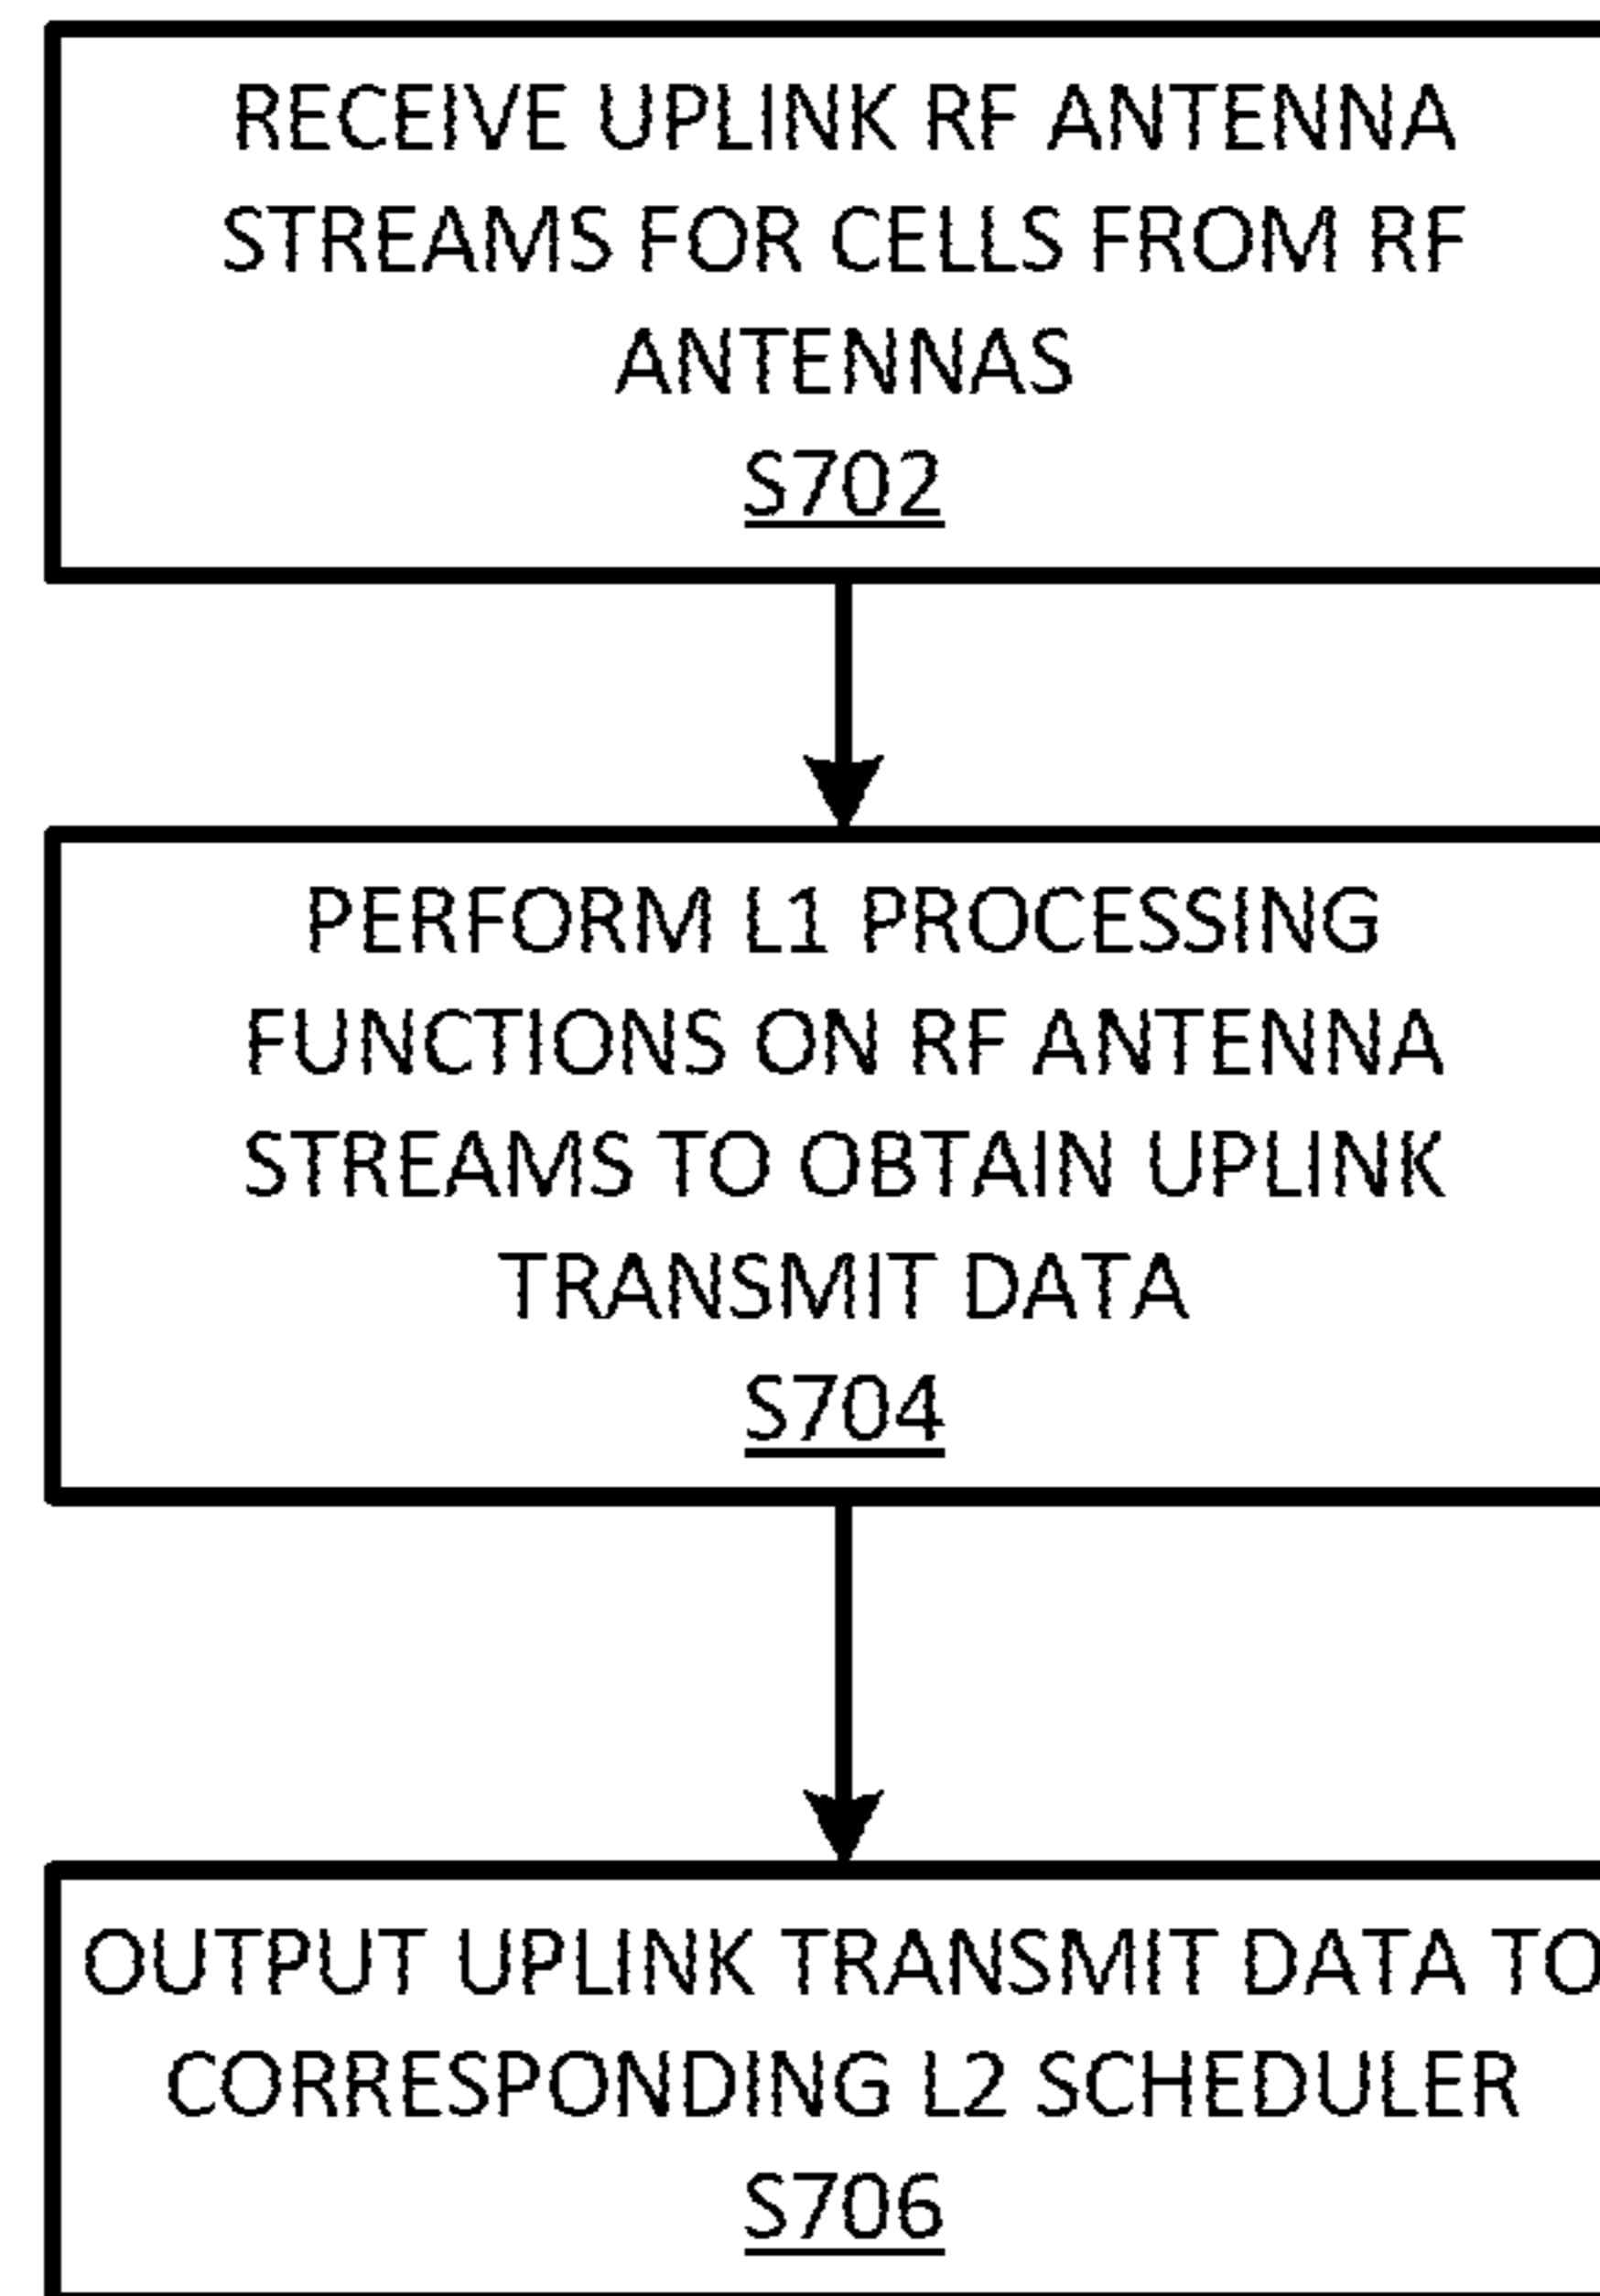 RECEIVE UPLINK RF ANTENNA
STREAMS FOR CELLS FROM RF
ANTENNAS
S702
PERFORM L1 PROCESSING
FUNCTIONS ON RF ANTENNA
STREAMS TO OBTAIN UPLINK
TRANSMIT DATA
S704
OUTPUT UPLINK TRANSMIT DATA TO
CORRESPONDING L2 SCHEDULER
S706